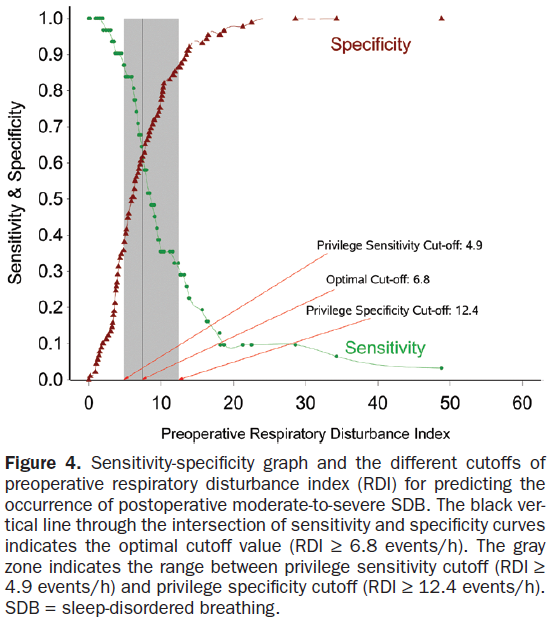 1.0
0.9
0.8
0.7
0.6
0.5
0.4
0.3
0.2
0.1
0.0
Sensitivity & Specificity
Specificity
Privilege Sensitivity Cut-off: 4.9
Optimal Cut-off: 6.8
Privilege Specificity Cut-off: 12.4
Sensitivity
0 10 20 30 40 50 60
Preoperative Respiratory Disturbance Index
Figure 4. Sensitivity-specificity graph and the different cutoffs of
preoperative respiratory disturbance index (RDI) for predicting the
occurrence of postoperative moderate-to-severe SDB. The black ver-
tical line through the intersection of sensitivity and specificity curves
indicates the optimal cutoff value (RDI ≥ 6.8 events/h). The gray
zone indicates the range between privilege sensitivity cutoff (RDI ≥
4.9 events/h) and privilege specificity cutoff (RDI ≥ 12.4 events/h).
SDB = sleep-disordered breathing.